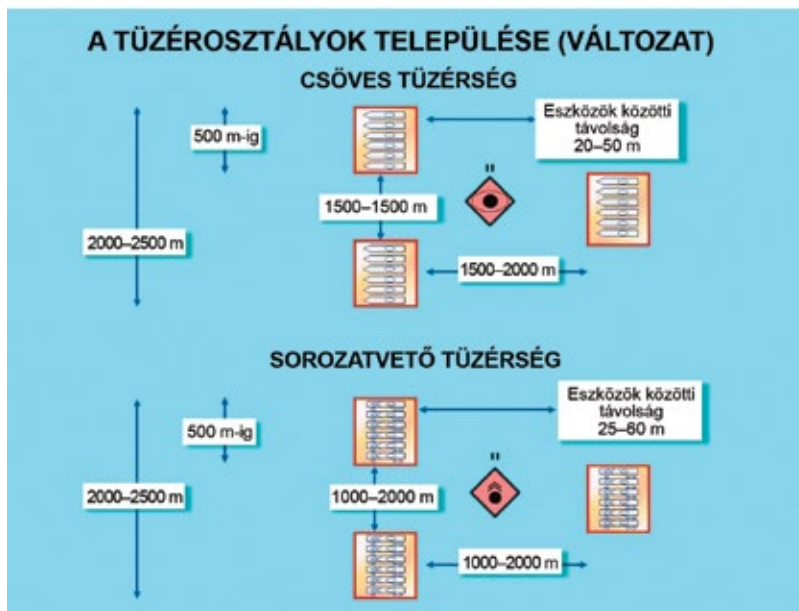 A TÜZÉROSZTÁLYOK TELEPÜLÉSE (VÁLTOZAT)
CSÖVES TÜZÉRSÉG
500 m-ig
Eszközök közötti
távolság
20–50 m
1500–1500 m
2000–2500 m
1500–2000 m
SOROZATVETŐ TÜZÉRSÉG
Eszközök közötti
távolság
25–60 m
500 m-ig
2000–2500 m
1000–2000 m
1000–2000 m